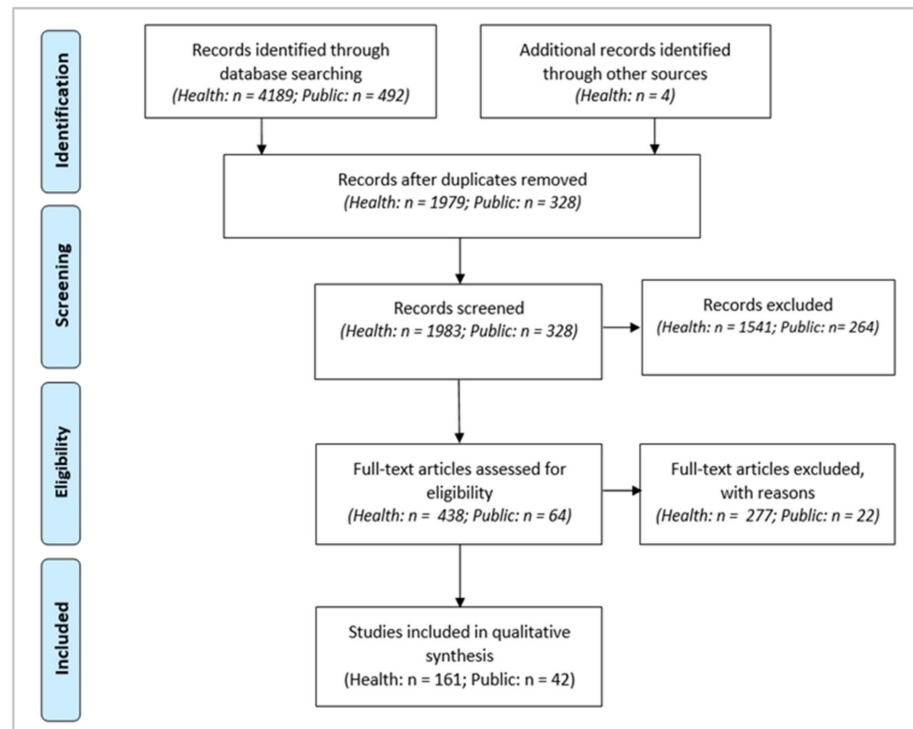 Identification
Records identified through
database searching
(Health: n = 4189; Public: n = 492)
Additional records identified
through other sources
(Health: n = 4)
Records after duplicates removed
(Health: n = 1979; Public: n = 328)
Screening
Records screened
(Health: n = 1983; Public: n = 328)
Records excluded
(Health: n = 1541; Public: n= 264)
Eligibility
Full-text articles assessed for
eligibility
(Health: n =  438; Public: n = 64)
Full-text articles excluded,
with reasons
(Health: n =  277; Public: n = 22)
Included
Studies included in qualitative
synthesis
(Health: n = 161; Public: n = 42)